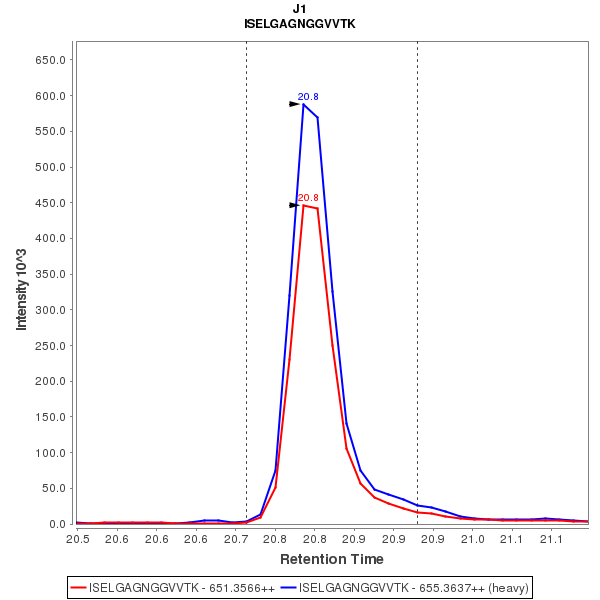 J1
ISELGAGNGGVVTK
650.0
600.0
550.0
500.0
450.0
400.0
350.0
300.0
250.0
200.0
150.0
100.0
50.0
0.0
Intensity 10^3
20.8
20.8
20.5 20.6 20.6 20.6 20.7 20.8 20.8 20.9 20.9 20.9 21.0 21.1 21.1
Retention Time
ISELGAGNGGVVTK - 651.3566++ ISELGAGNGGVVTK - 655.3637++ (heavy)